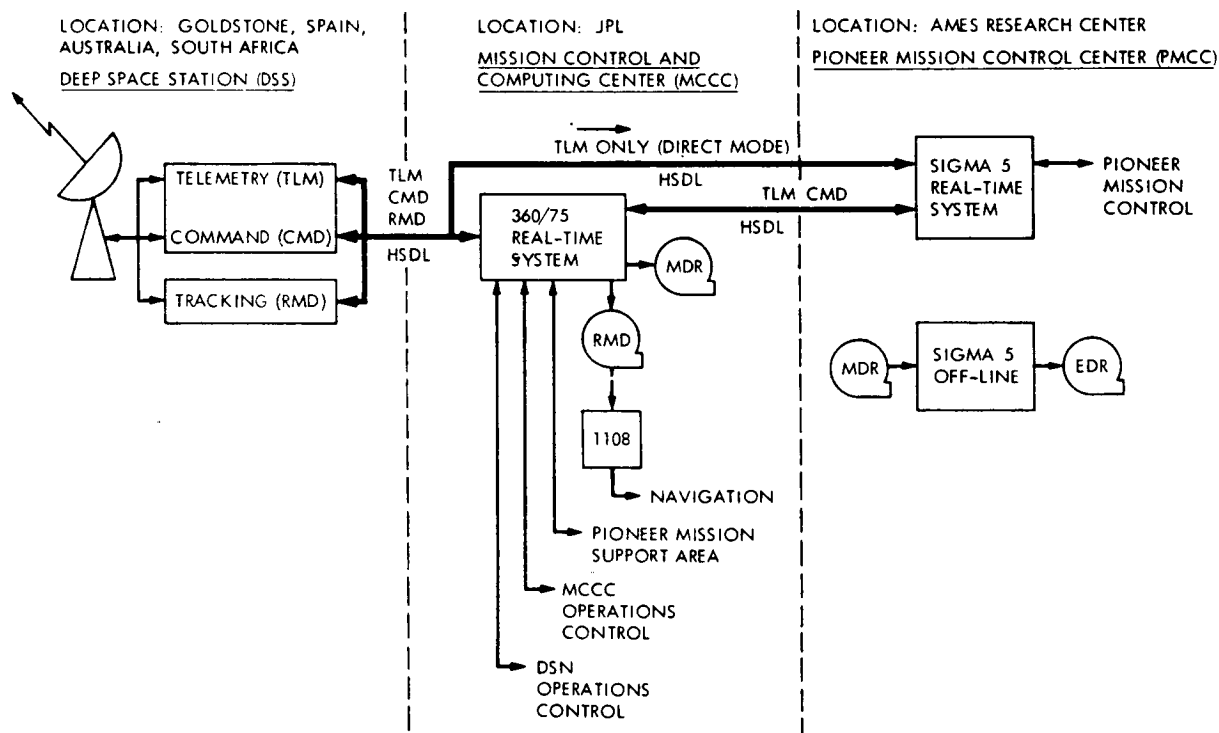 LOCATION: GOLDSTONE, SPAIN,
AUSTRALIA, SOUTH AFRICA
DEEP SPACE STATION (DSS)
TELEMETRY (TLM)
COMMAND (CMD)
TRACKING (RMD)
TLM
CMD
RMD
HSDL
LOCATION: JPL
MISSION CONTROL AND
COMPUTING CENTER (MCCC)
TLM ONLY (DIRECT MODE)
HSDL
TLM CMD
HSDL
360/75
REAL-TIME
SYSTEM
MDR
RMD
1108
NAVIGATION
PIONEER MISSION
SUPPORT AREA
MCCC
OPERATIONS
CONTROL
DSN
OPERATIONS
CONTROL
LOCATION: AMES RESEARCH CENTER
PIONEER MISSION CONTROL CENTER (PMCC)
SIGMA 5
REAL-TIME
SYSTEM
PIONEER
MISSION
CONTROL
MDR
SIGMA 5
OFF-LINE
EDR